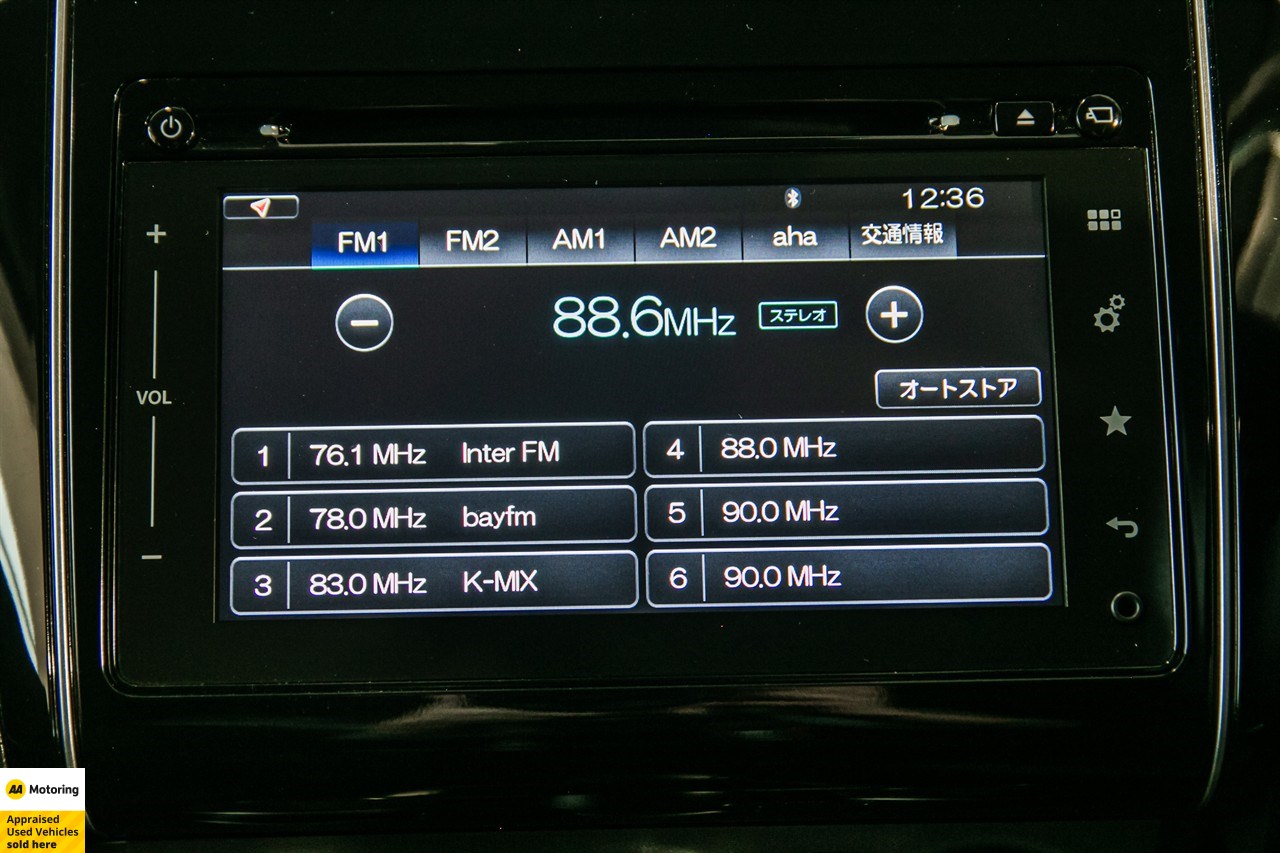 12:36
FM1 FM2 AM1 AM2 aha 交通情報
+
− 88.6MHz ステレオ +
VOL
オートストア
1 76.1 MHz Inter FM
4 88.0 MHz
2 78.0 MHz bayfm
5 90.0 MHz
3 83.0 MHz K-MIX
6 90.0 MHz
−
AA Motoring
Appraised
Used Vehicles
sold here